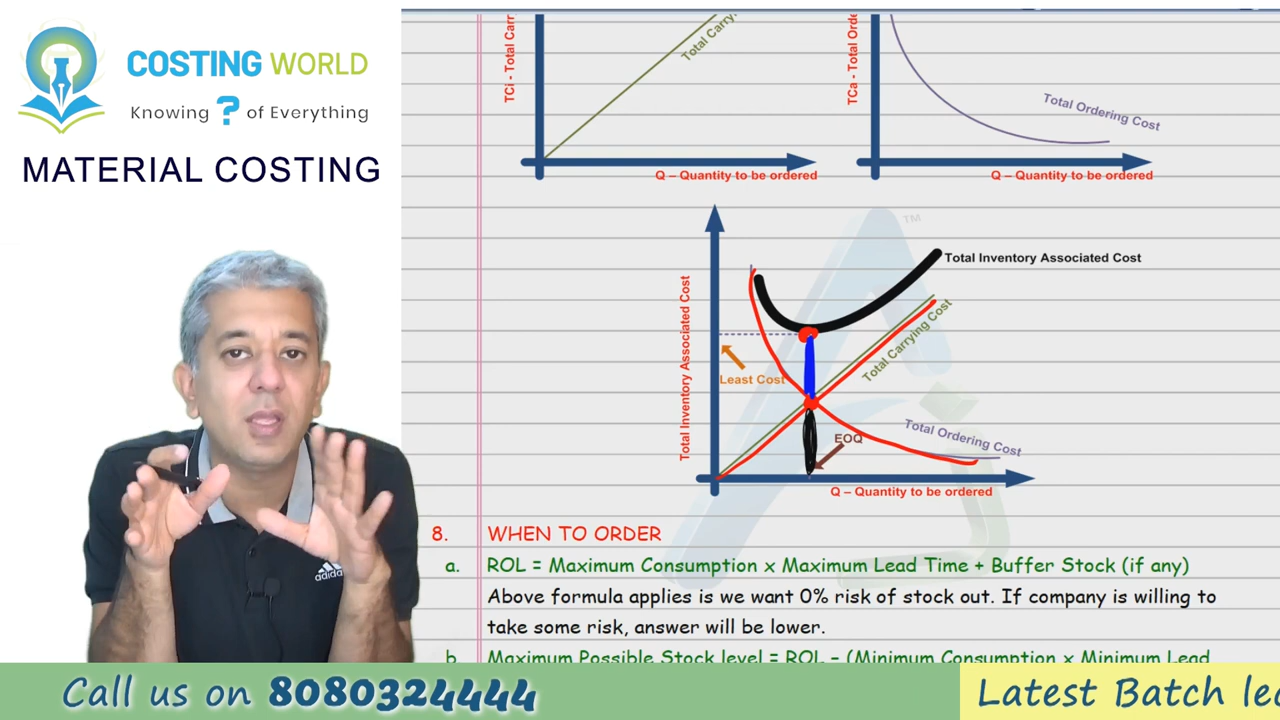 COSTING WORLD
Knowing ? of Everything
MATERIAL COSTING
TCi - Total Carr
Total Carry
Q – Quantity to be ordered
TCa - Total Orde
Total Ordering Cost
Q – Quantity to be ordered
TM
Total Inventory Associated Cost
Total Inventory Associated Cost
Least Cost
Total Carrying Cost
EOQ
Total Ordering Cost
Q – Quantity to be ordered
8. WHEN TO ORDER
a. ROL = Maximum Consumption x Maximum Lead Time + Buffer Stock (if any)
Above formula applies is we want 0% risk of stock out. If company is willing to
take some risk, answer will be lower.
b. Maximum Possible Stock level = ROL – (Minimum Consumption x Minimum Lead
adidas
Call us on 8080324444
Latest Batch le